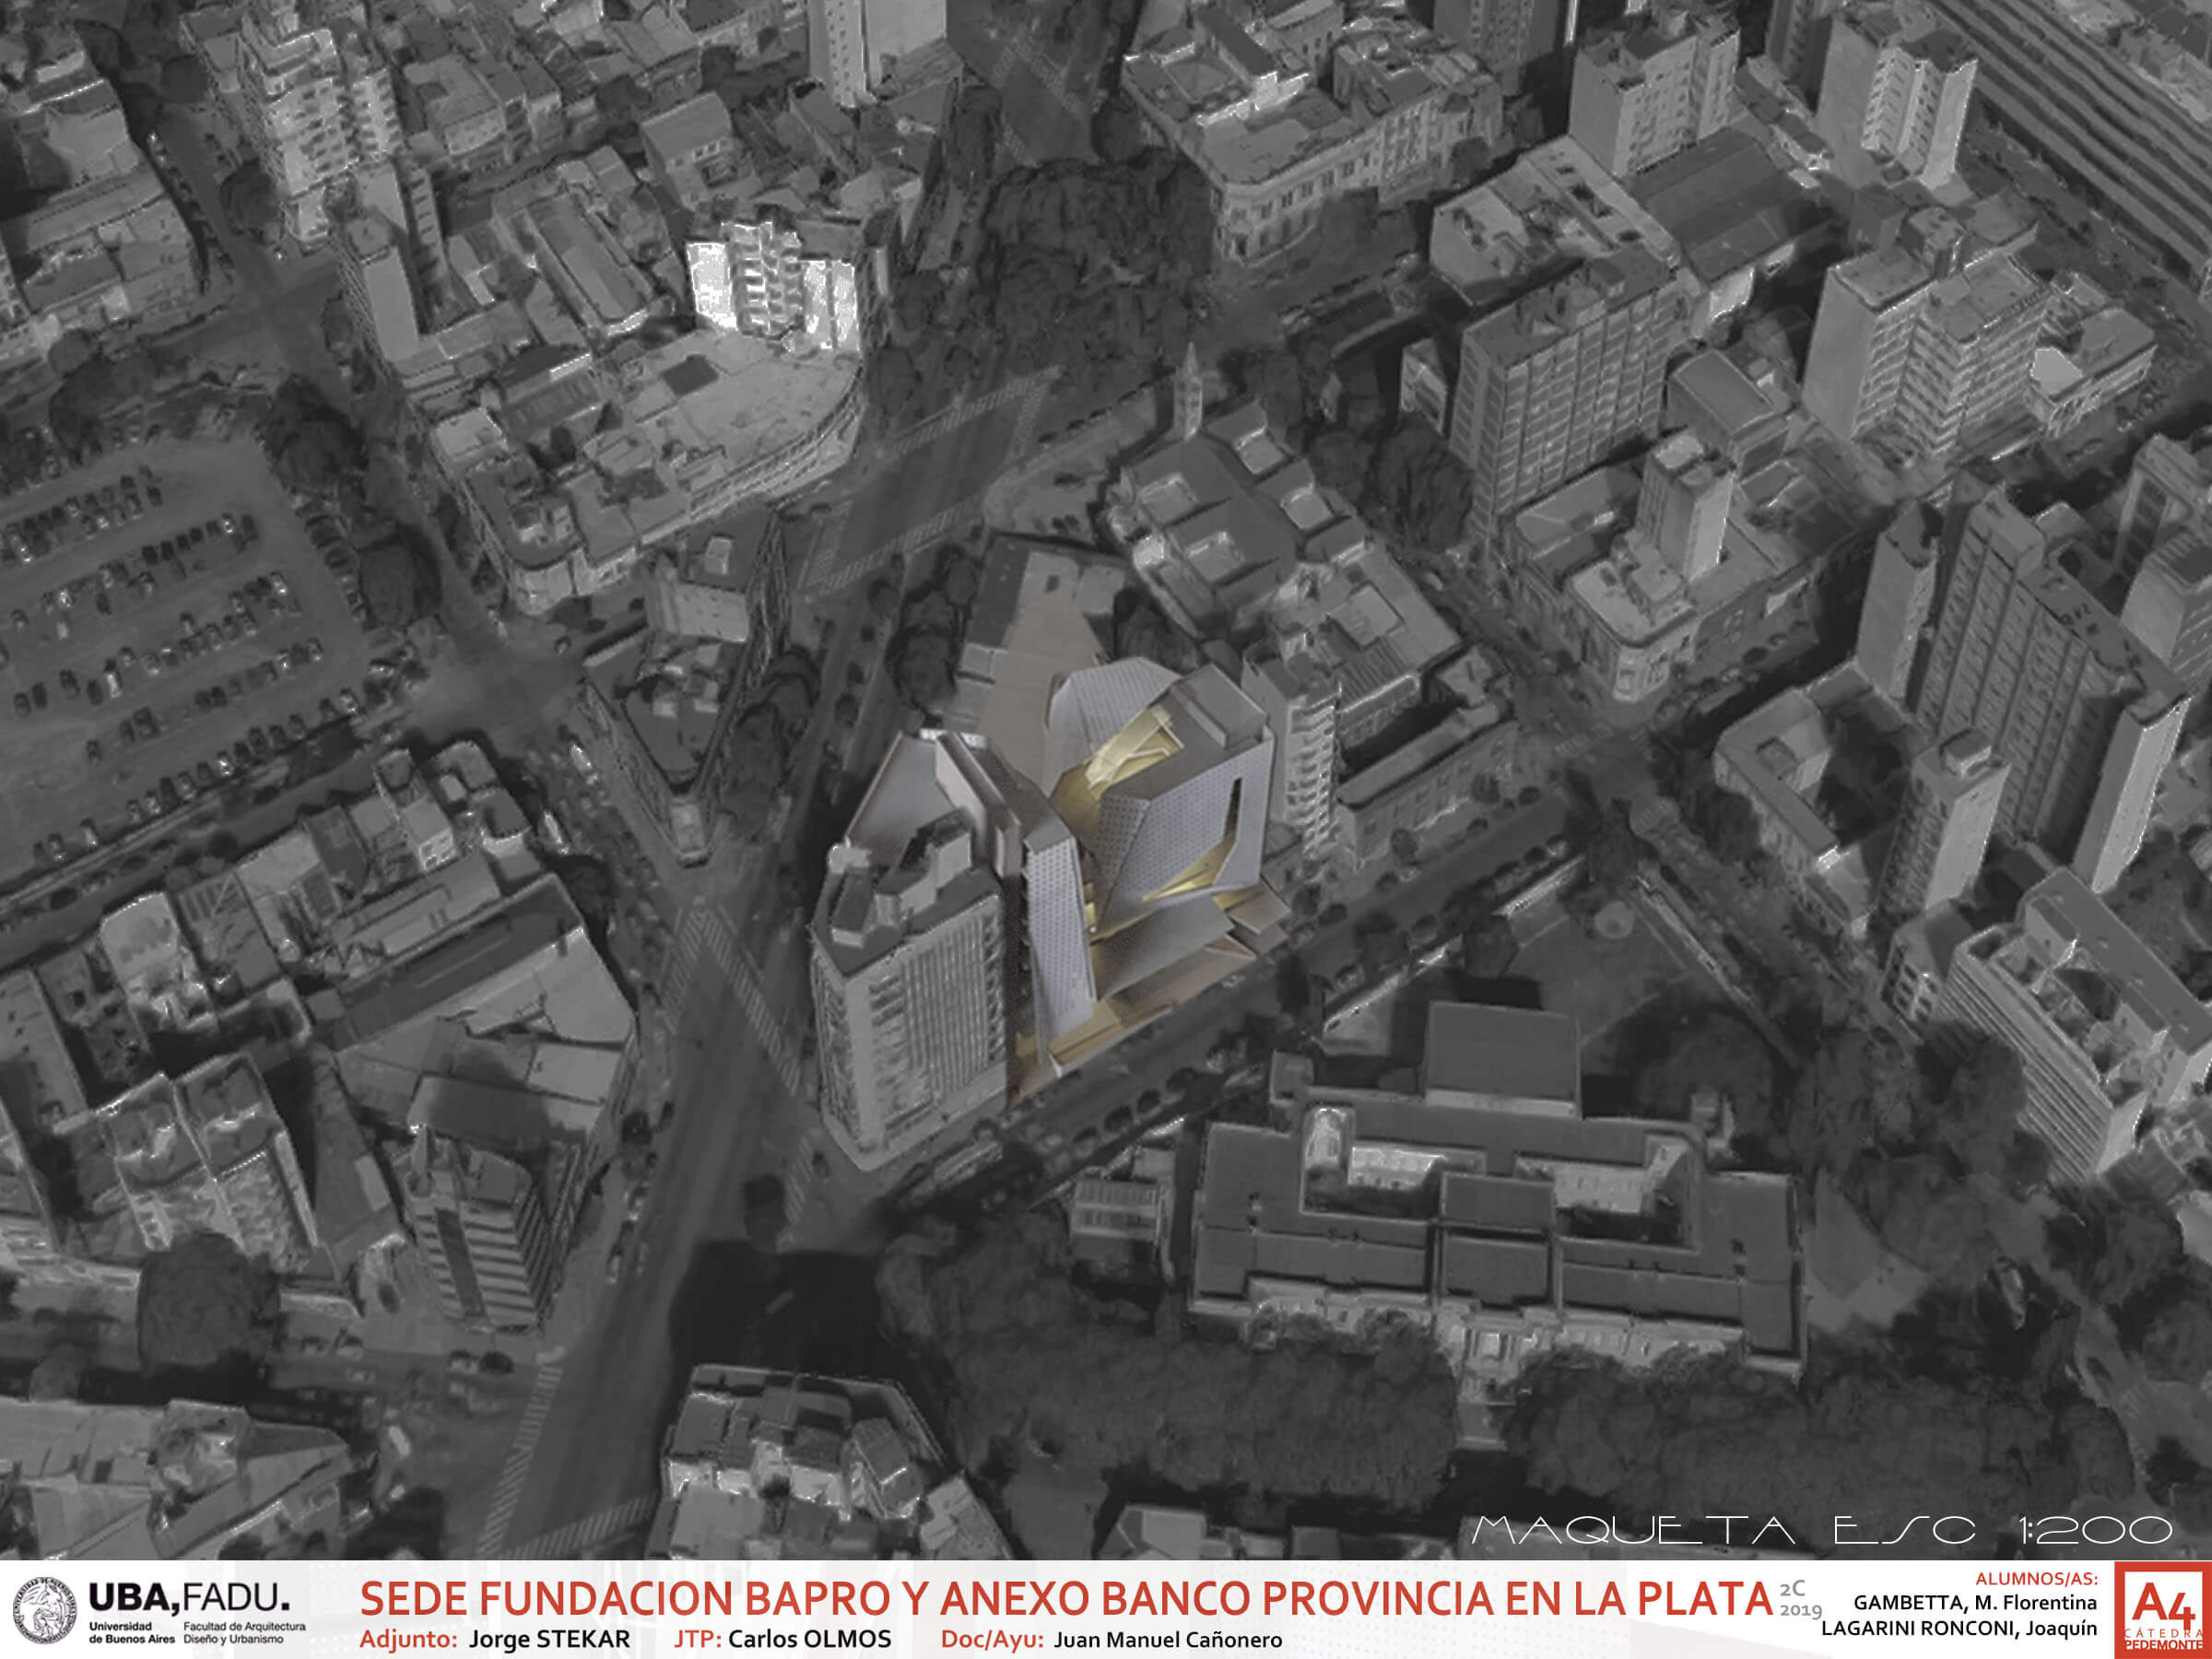 MAQUETA ESC 1:200
UBA,FADU.
Universidad de Buenos Aires
Facultad de Arquitectura Diseño y Urbanismo
SEDE FUNDACION BAPRO Y ANEXO BANCO PROVINCIA EN LA PLATA 2C 2019
Adjunto: Jorge STEKAR JTP: Carlos OLMOS Doc/Ayu: Juan Manuel Cañonero
ALUMNOS/AS:
GAMBETTA, M. Florentina
LAGARINI RONCONI, Joaquín
A4
CÁTEDRA
PEDEMONTE